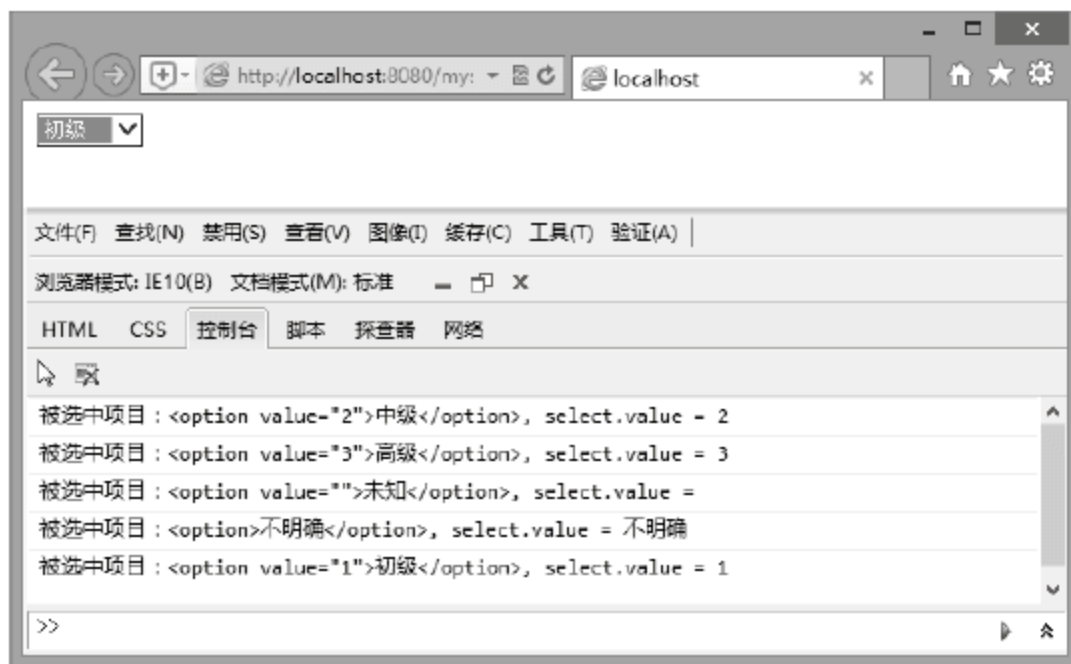 http://localhost:8080/my: localhost
初级
文件(F) 查找(N) 禁用(S) 查看(V) 图像(I) 缓存(C) 工具(T) 验证(A)
浏览器模式: IE10(B) 文档模式(M): 标准
HTML CSS 控制台 脚本 探查器 网络
被选中项目:<option value="2">中级</option>, select.value = 2
被选中项目:<option value="3">高级</option>, select.value = 3
被选中项目:<option value="">未知</option>, select.value =
被选中项目:<option>不明确</option>, select.value = 不明确
被选中项目:<option value="1">初级</option>, select.value = 1
>>